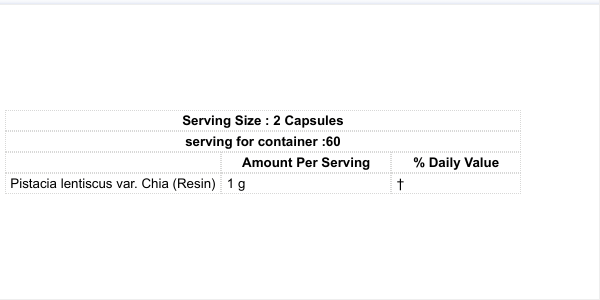 Serving Size : 2 Capsules
serving for container :60
Amount Per Serving % Daily Value
Pistacia lentiscus var. Chia (Resin) 1 g †